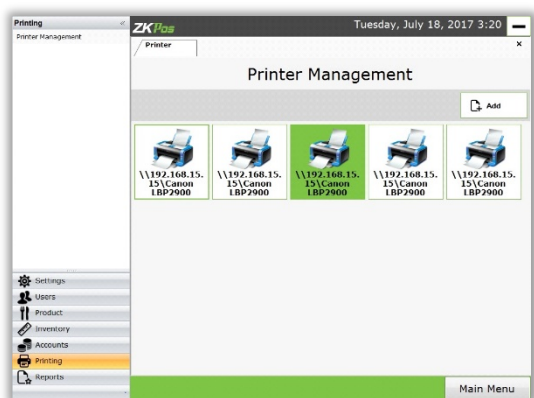 Printing
«
ZKPos
Tuesday, July 18, 2017 3:20
Printer Management
Printer
×
Printer Management
Add
\\192.168.15.
15\Canon
LBP2900
\\192.168.15.
15\Canon
LBP2900
\\192.168.15.
15\Canon
LBP2900
\\192.168.15.
15\Canon
LBP2900
\\192.168.15.
15\Canon
LBP2900
Settings
Users
Product
Inventory
Accounts
Printing
Reports
Main Menu